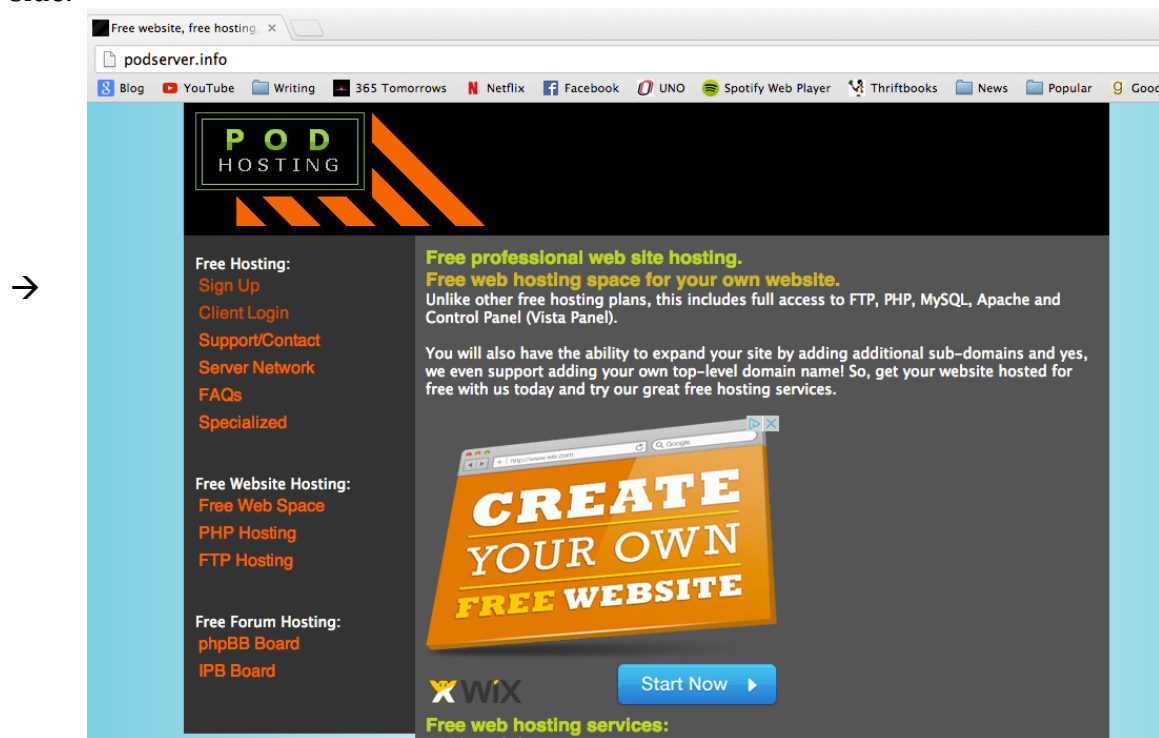 side.
Free website, free hosting,
podserver.info
Blog YouTube Writing 365 Tomorrows Netflix Facebook UNO Spotify Web Player Thriftbooks News Popular Good
POD
HOSTING
→
Free Hosting:
Sign Up
Client Login
Support/Contact
Server Network
FAQs
Specialized
Free Website Hosting:
Free Web Space
PHP Hosting
FTP Hosting
Free Forum Hosting:
phpBB Board
IPB Board
Free professional web site hosting.
Free web hosting space for your own website.
Unlike other free hosting plans, this includes full access to FTP, PHP, MySQL, Apache and
Control Panel (Vista Panel).
You will also have the ability to expand your site by adding additional sub-domains and yes,
we even support adding your own top-level domain name! So, get your website hosted for
free with us today and try our great free hosting services.
http://www.wix.com
Google
CREATE
YOUR OWN
FREE WEBSITE
WiX
Start Now
Free web hosting services: